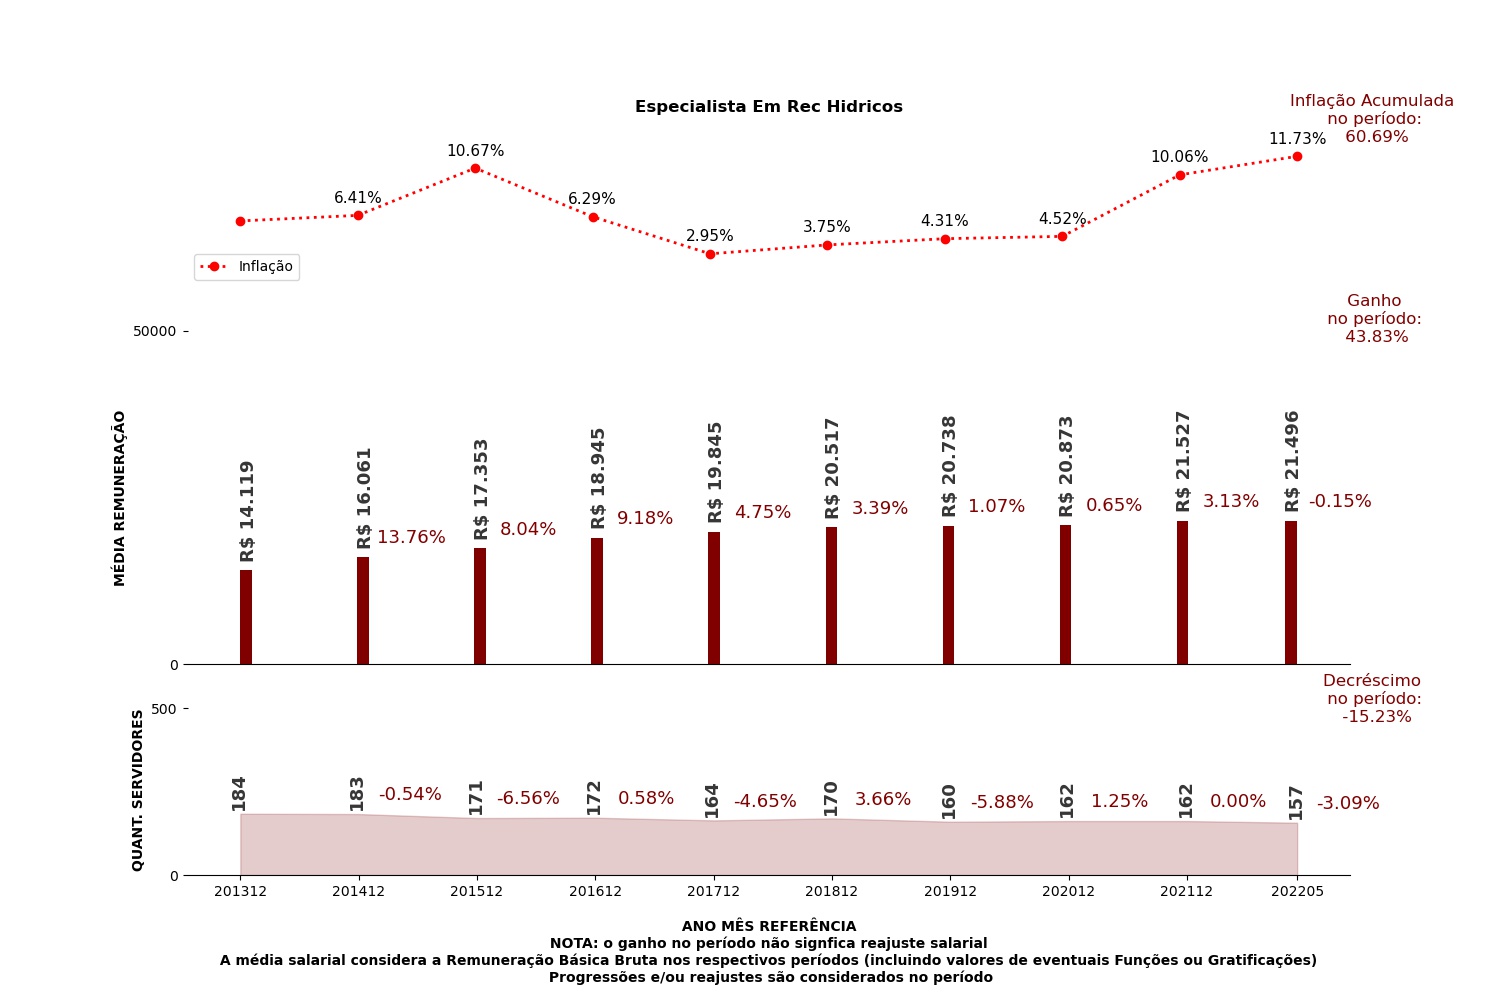 Especialista Em Rec Hidricos
Inflação Acumulada
no período:
60.69%
6.41%
10.67%
6.29%
2.95%
3.75%
4.31%
4.52%
10.06%
11.73%
Inflação
Ganho
no período:
43.83%
50000
0
MÉDIA REMUNERAÇÃO
R$ 14.119
R$ 16.061
R$ 17.353
R$ 18.945
R$ 19.845
R$ 20.517
R$ 20.738
R$ 20.873
R$ 21.527
R$ 21.496
13.76%
8.04%
9.18%
4.75%
3.39%
1.07%
0.65%
3.13%
-0.15%
Decréscimo
no período:
-15.23%
500
0
QUANT. SERVIDORES
184
183
171
172
164
170
160
162
162
157
-0.54%
-6.56%
0.58%
-4.65%
3.66%
-5.88%
1.25%
0.00%
-3.09%
201312
201412
201512
201612
201712
201812
201912
202012
202112
202205
ANO MÊS REFERÊNCIA
NOTA: o ganho no período não signfica reajuste salarial
A média salarial considera a Remuneração Básica Bruta nos respectivos períodos (incluindo valores de eventuais Funções ou Gratificações)
Progressões e/ou reajustes são considerados no período